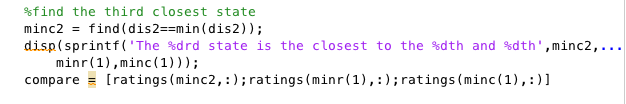 %find the third closest state
minc2 = find(dis2==min(dis2));
disp(sprintf('The %drd state is the closest to the %dth and %dth',minc2,...
minr(1),minc(1)));
compare = [ratings(minc2,:);ratings(minr(1),:);ratings(minc(1),:)]